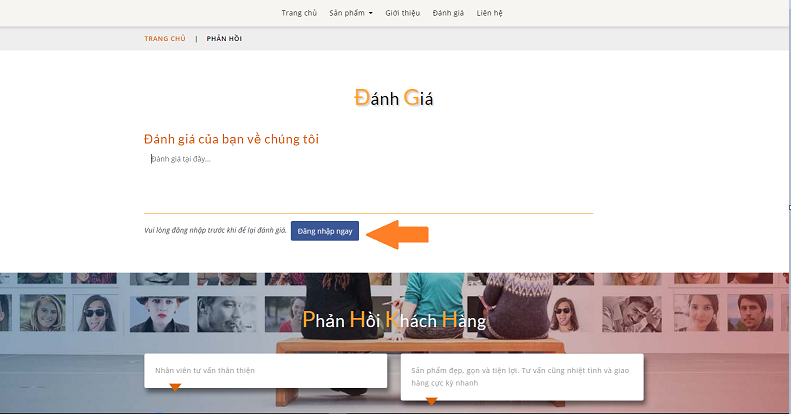 Trang chủ Sản phẩm Giới thiệu Đánh giá Liên hệ
TRANG CHỦ | PHẢN HỒI
Đánh Giá
Đánh giá của bạn về chúng tôi
Đánh giá tại đây...
Vui lòng đăng nhập trước khi để lại đánh giá. Đăng nhập ngay
Phản Hồi Khách Hàng
Nhân viên tư vấn thân thiện
Sản phẩm đẹp, gọn và tiện lợi. Tư vấn cũng nhiệt tình và giao
hàng cực kỳ nhanh